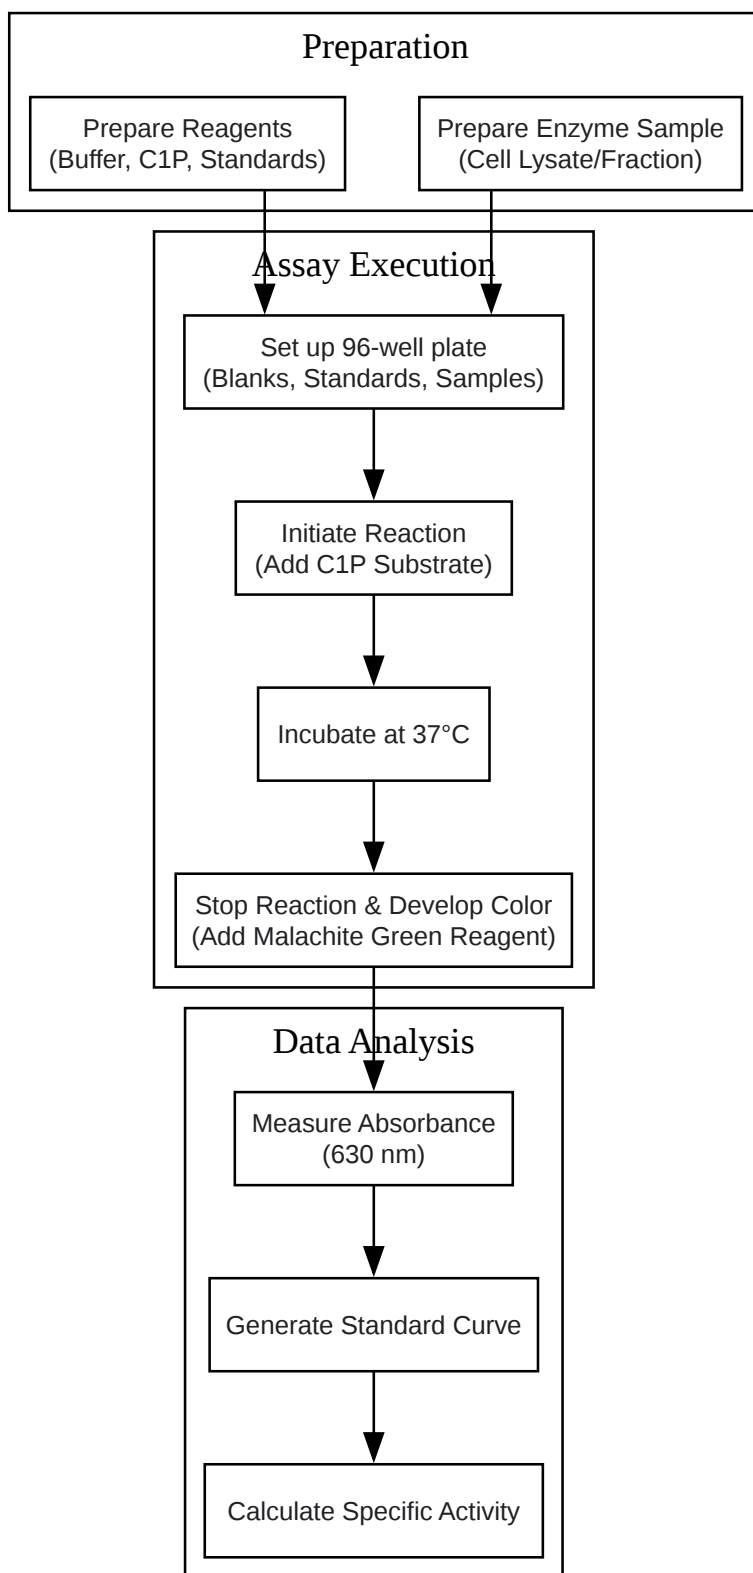 Preparation
Prepare Reagents
(Buffer, C1P, Standards)
Prepare Enzyme Sample
(Cell Lysate/Fraction)
Assay Execution
Set up 96-well plate
(Blanks, Standards, Samples)
Initiate Reaction
(Add C1P Substrate)
Incubate at 37°C
Stop Reaction & Develop Color
(Add Malachite Green Reagent)
Data Analysis
Measure Absorbance
(630 nm)
Generate Standard Curve
Calculate Specific Activity